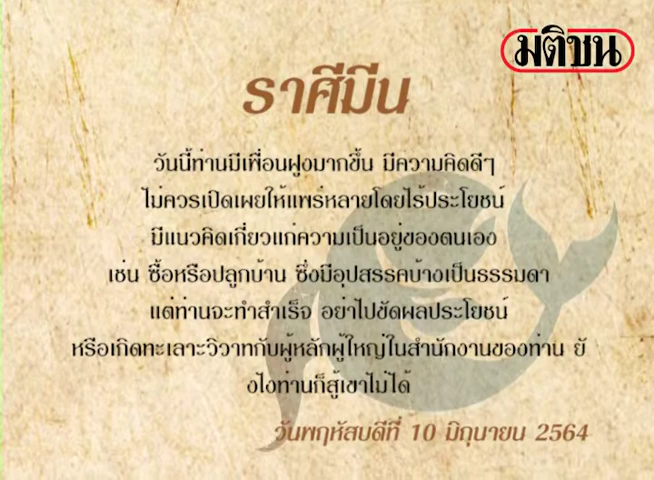 มติชน
ราศีมีน
วันนี้ท่านมีเพื่อนฝูงมากขึ้น มีความคิดดีๆ
ไม่ควรเปิดเผยให้แพร่หลายโดยไร้ประโยชน์
มีแนวคิดเกี่ยวแก่ความเป็นอยู่ของตนเอง
เช่น ซื้อหรือปลูกบ้าน ซึ่งมีอุปสรรคบ้างเป็นธรรมดา
แต่ท่านจะทำสำเร็จ อย่าไปขัดผลประโยชน์
หรือเกิดทะเลาะวิวาทกับผู้หลักผู้ใหญ่ในสำนักงานของท่าน ยั
งไงท่านก็สู้เขาไม่ได้
วันพฤหัสบดีที่ 10 มิถุนายน 2564